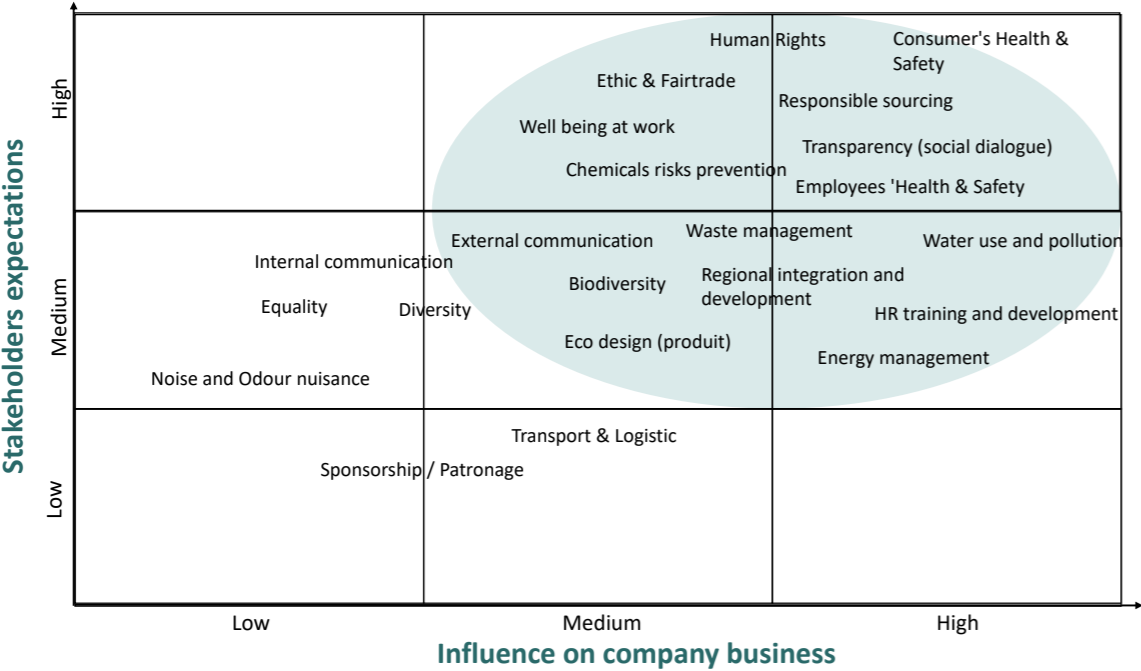 Human Rights
Consumer's Health &
Safety
Ethic & Fairtrade
Responsible sourcing
Well being at work
Transparency (social dialogue)
Chemicals risks prevention
Employees 'Health & Safety
High
Waste management
External communication
Water use and pollution
Internal communication
Regional integration and
development
Biodiversity
Equality
Diversity
HR training and development
Eco design (produit)
Energy management
Noise and Odour nuisance
Medium
Stakeholders expectations
Transport & Logistic
Sponsorship / Patronage
Low
Low
Medium
High
Influence on company business